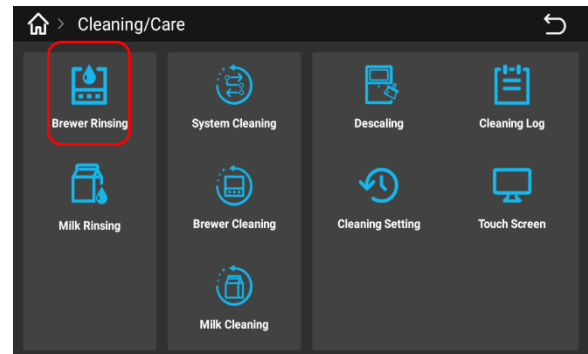 > Cleaning/Care
Brewer Rinsing
System Cleaning
Descaling
Cleaning Log
Milk Rinsing
Brewer Cleaning
Cleaning Setting
Touch Screen
Milk Cleaning